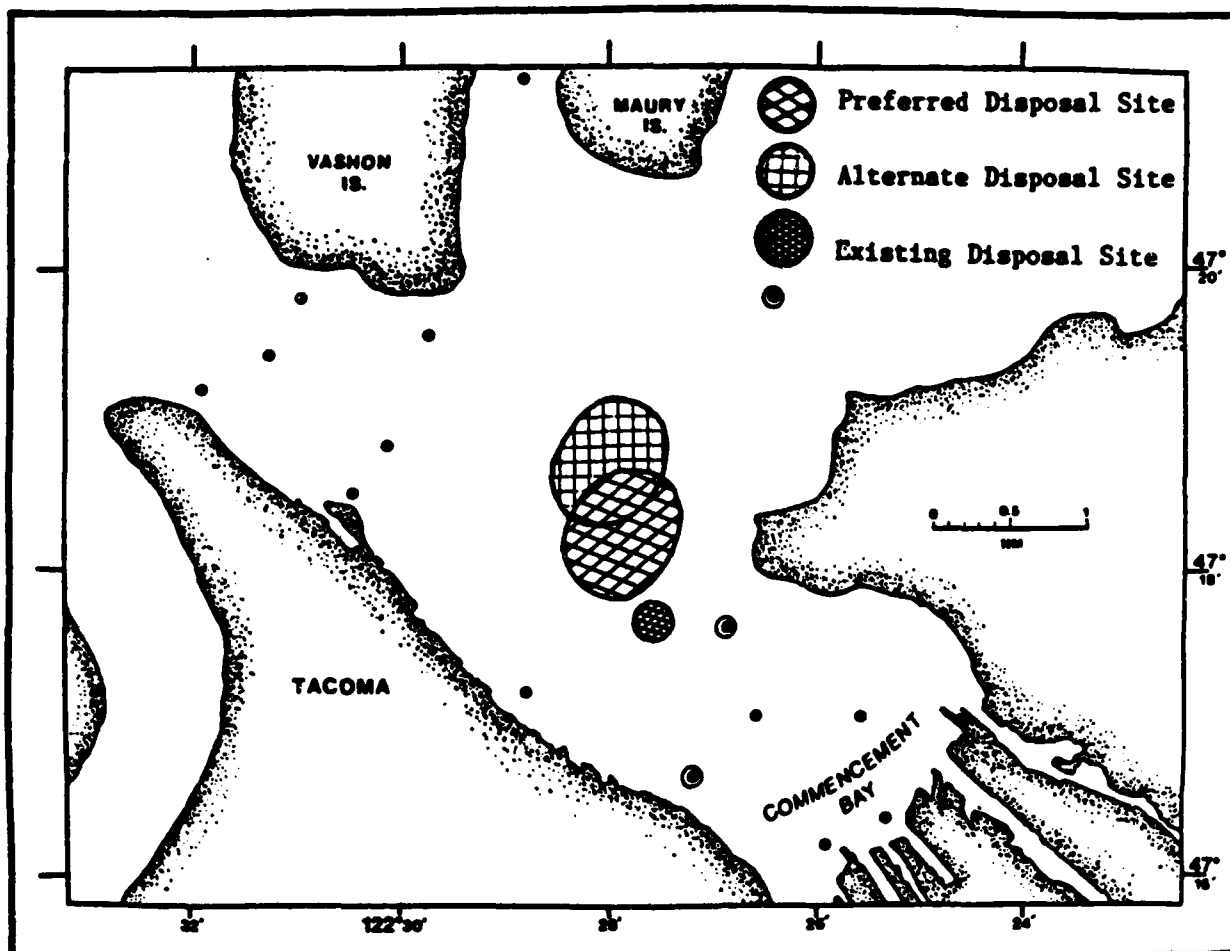 VASHON
IS.
MAURY
IS.
Preferred Disposal Site
Alternate Disposal Site
Existing Disposal Site
47°
20'
0 0.5 1
NM
47°
18'
TACOMA
COMMENCEMENT
BAY
47°
16'
32' 122°30' 28' 26' 24'